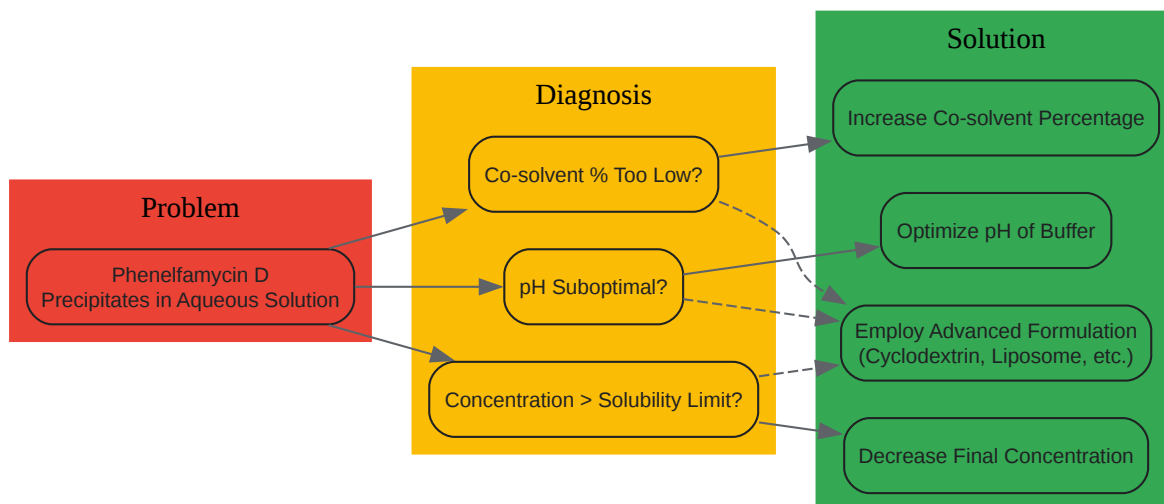 Problem
Phenelfamycin D
Precipitates in Aqueous Solution
Diagnosis
Co-solvent % Too Low?
pH Suboptimal?
Concentration > Solubility Limit?
Solution
Increase Co-solvent Percentage
Optimize pH of Buffer
Employ Advanced Formulation
(Cyclodextrin, Liposome, etc.)
Decrease Final Concentration